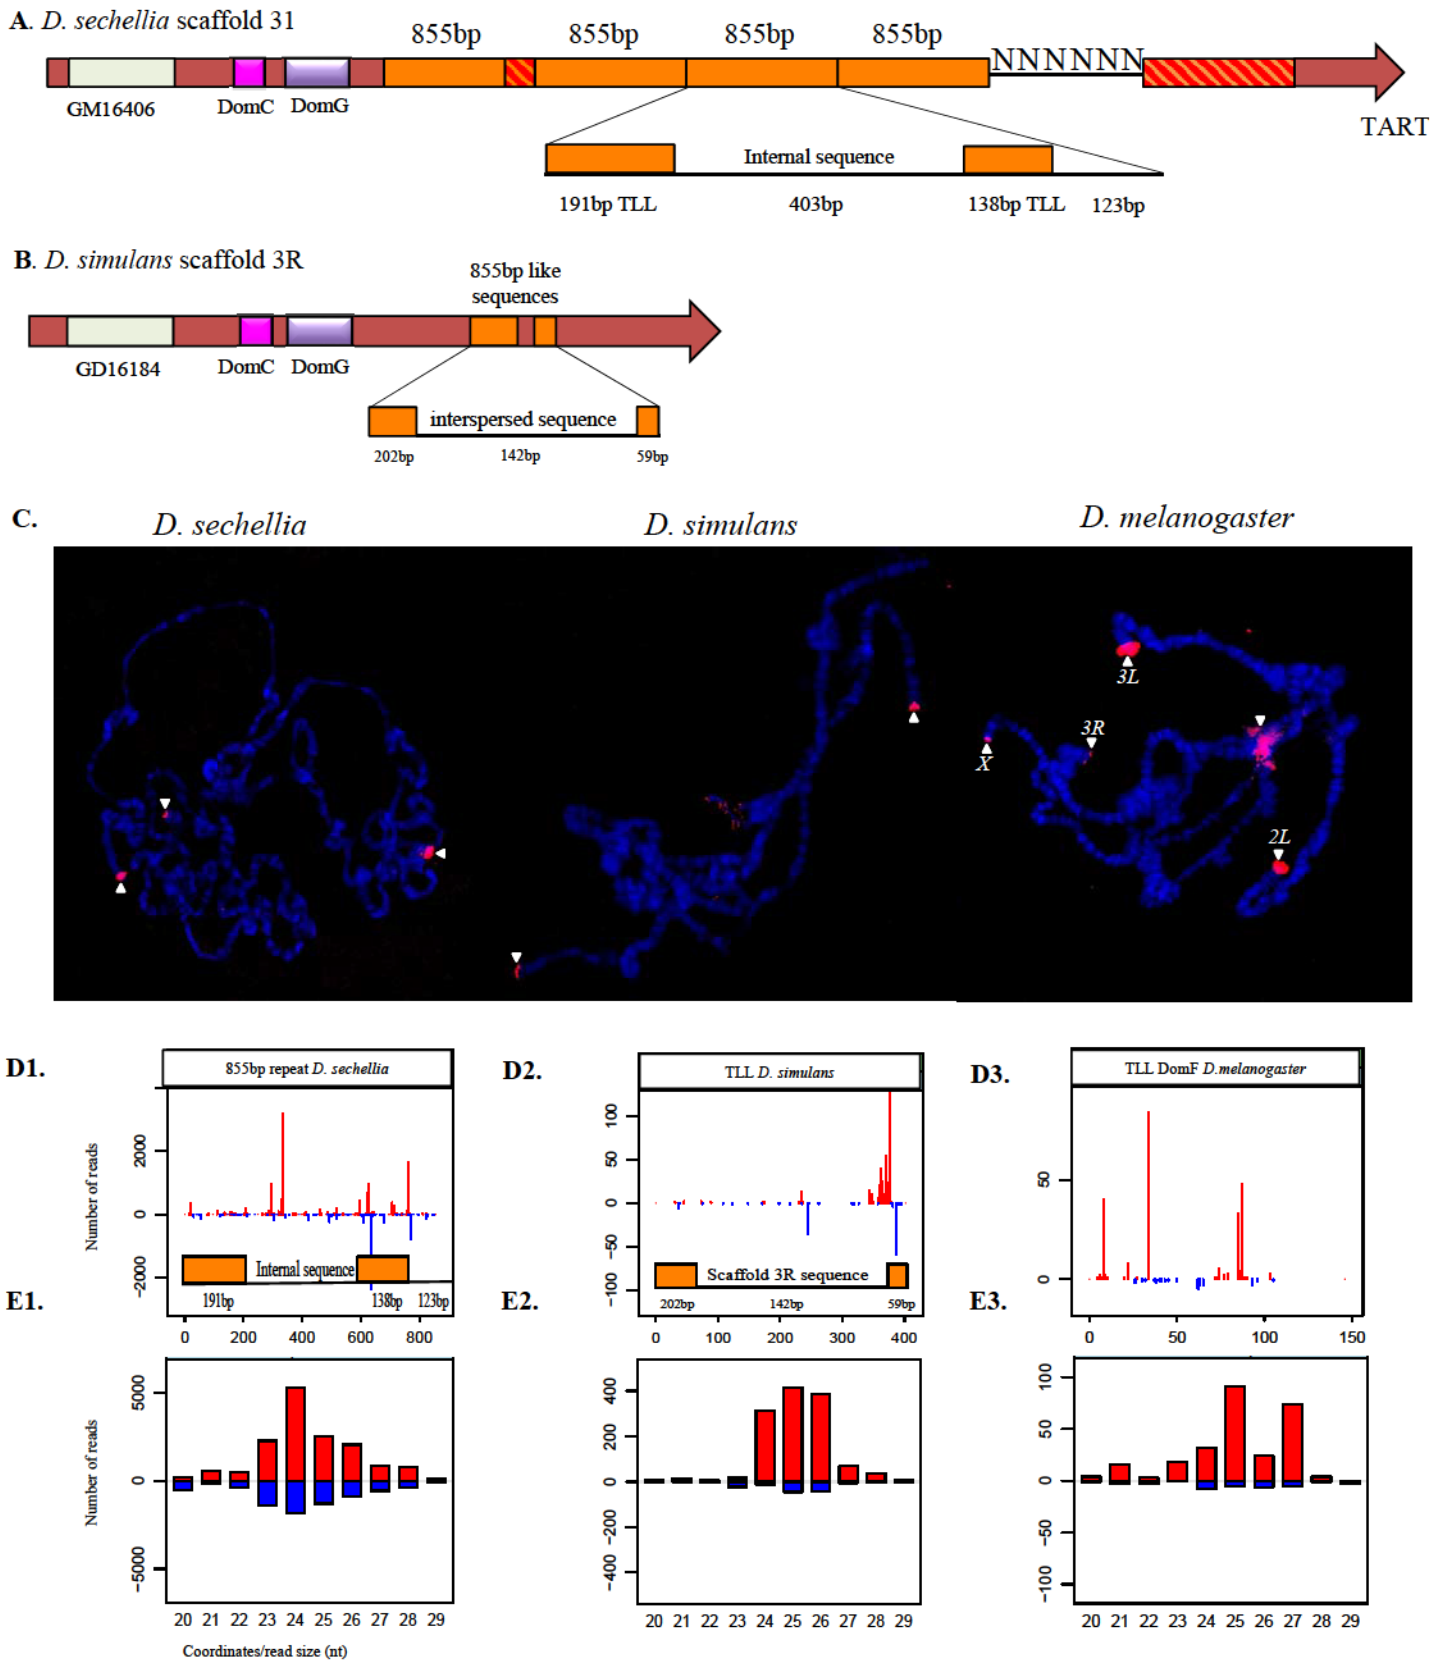 A. D. sechellia scaffold 31
855bp 855bp 855bp 855bp
NNNNNN
GM16406 DomC DomG
TART
Internal sequence
191bp TLL 403bp 138bp TLL 123bp
B. D. simulans scaffold 3R
855bp like
sequences
GD16184 DomC DomG
interspersed sequence
202bp 142bp 59bp
C. D. sechellia D. simulans D. melanogaster
3L
3R
X
2L
D1. 855bp repeat D. sechellia
Number of reads
2000
0
-2000
Internal sequence
191bp 138bp 123bp
0 200 400 600 800
D2. TLL D. simulans
100
50
0
-50
-100
Scaffold 3R sequence
202bp 142bp 59bp
0 100 200 300 400
D3. TLL DomF D.melanogaster
50
0
0 50 100 150
E1.
Number of reads
5000
0
-5000
20 21 22 23 24 25 26 27 28 29
Coordinates/read size (nt)
E2.
400
200
0
-200
-400
20 21 22 23 24 25 26 27 28 29
E3.
100
50
0
-50
-100
20 21 22 23 24 25 26 27 28 29